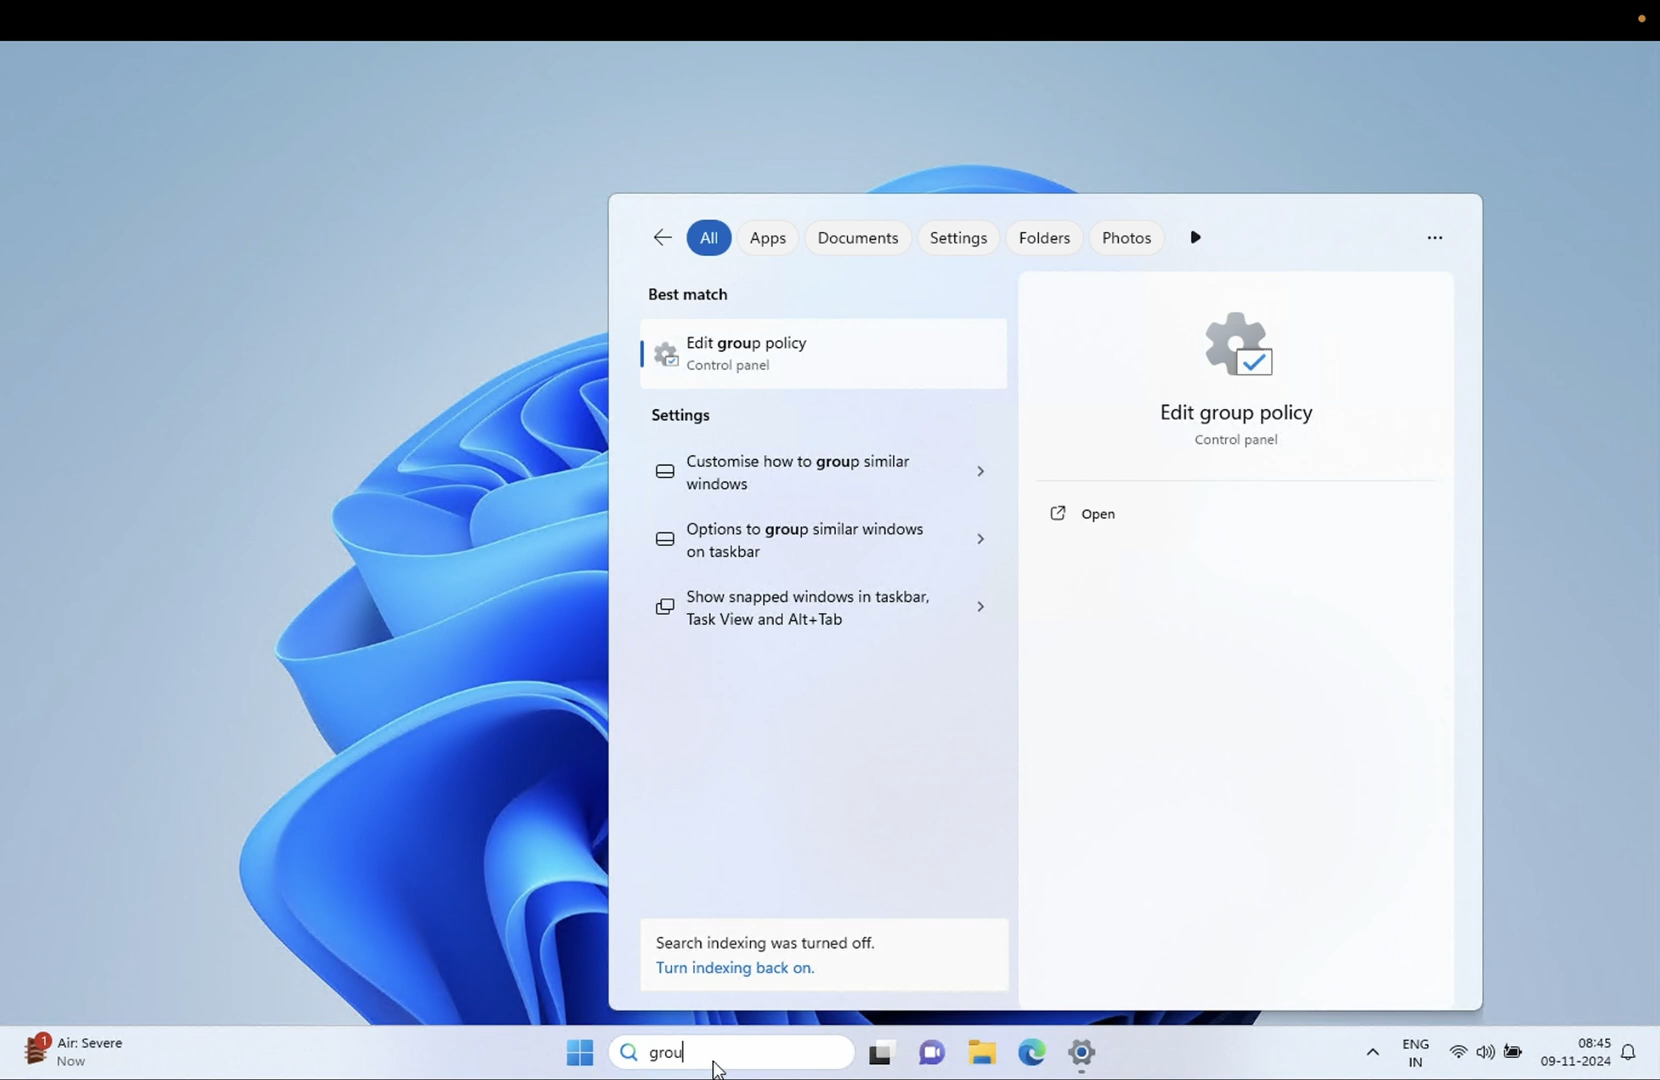 All
Apps
Documents
Settings
Folders
Photos
Best match
Edit group policy
Control panel
Settings
Customise how to group similar
windows
Options to group similar windows
on taskbar
Show snapped windows in taskbar,
Task View and Alt+Tab
Search indexing was turned off.
Turn indexing back on.
Edit group policy
Control panel
Open
1
Air: Severe
Now
grou
ENG
IN
08:45
09-11-2024